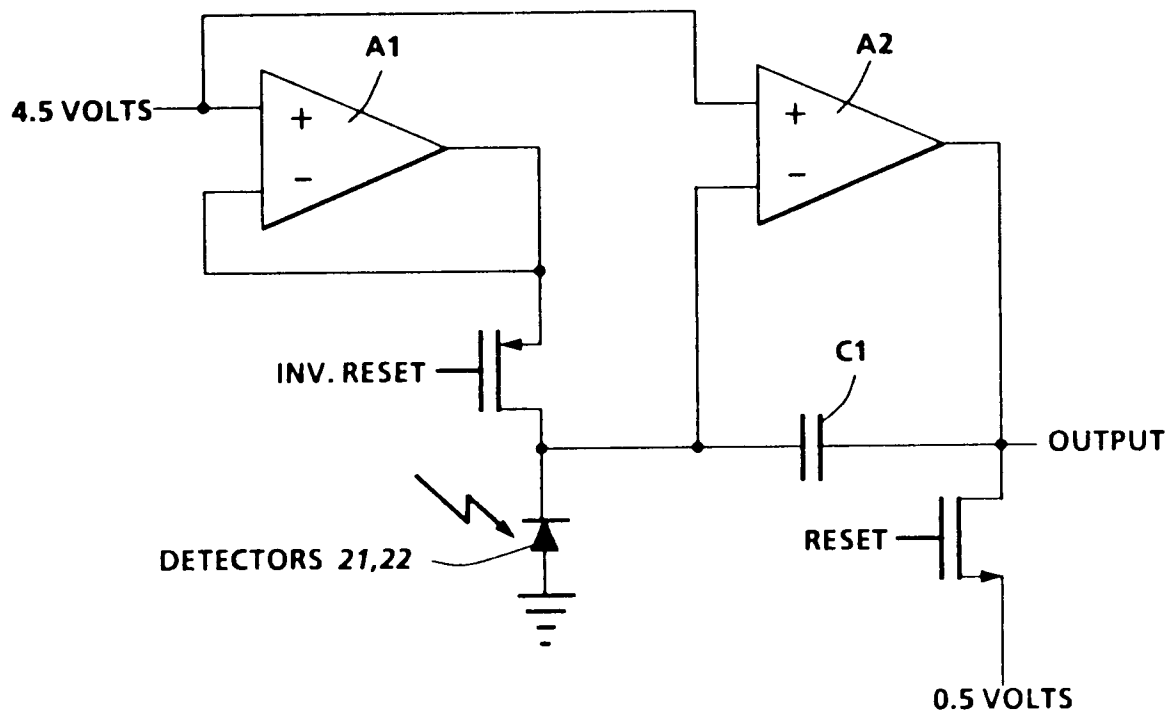 A1
A2
4.5 VOLTS
+
+
−
−
C1
INV. RESET
OUTPUT
RESET
DETECTORS 21,22
0.5 VOLTS